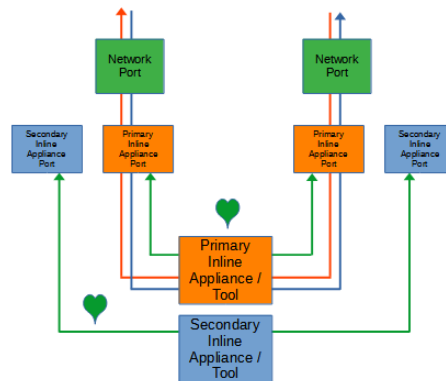 Network
Port
Network
Port
Secondary
Inline
Appliance
Port
Primary
Inline
Appliance
Port
Primary
Inline
Appliance
Port
Secondary
Inline
Appliance
Port
Primary
Inline
Appliance /
Tool
Secondary
Inline
Appliance /
Tool